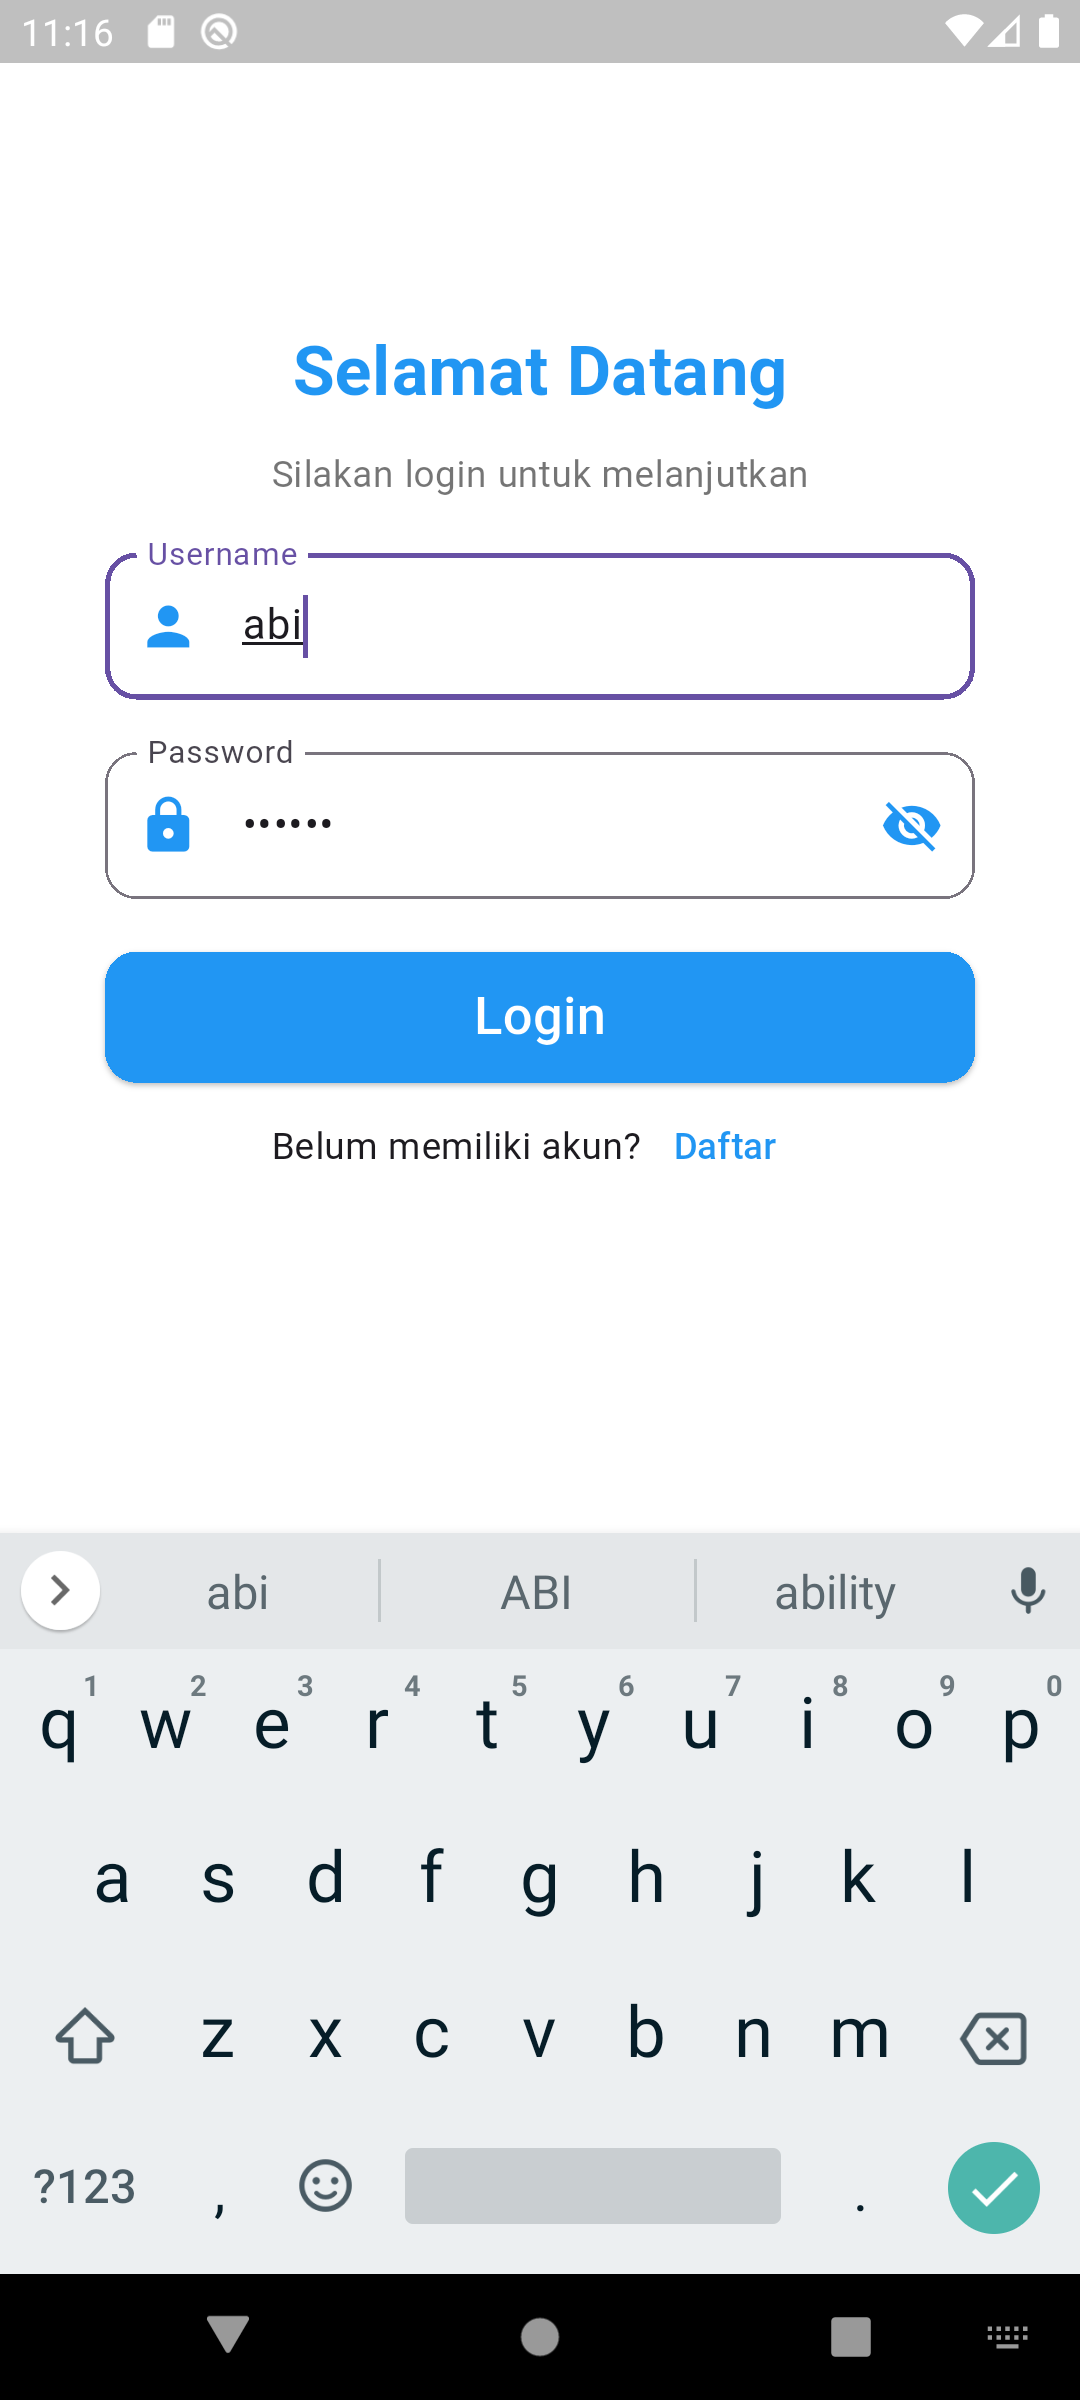 11:16
Selamat Datang
Silakan login untuk melanjutkan
Username
abi
Password
••••••
Login
Belum memiliki akun? Daftar
abi ABI ability
1 2 3 4 5 6 7 8 9 0
q w e r t y u i o p
a s d f g h j k l
z x c v b n m
?123 , .